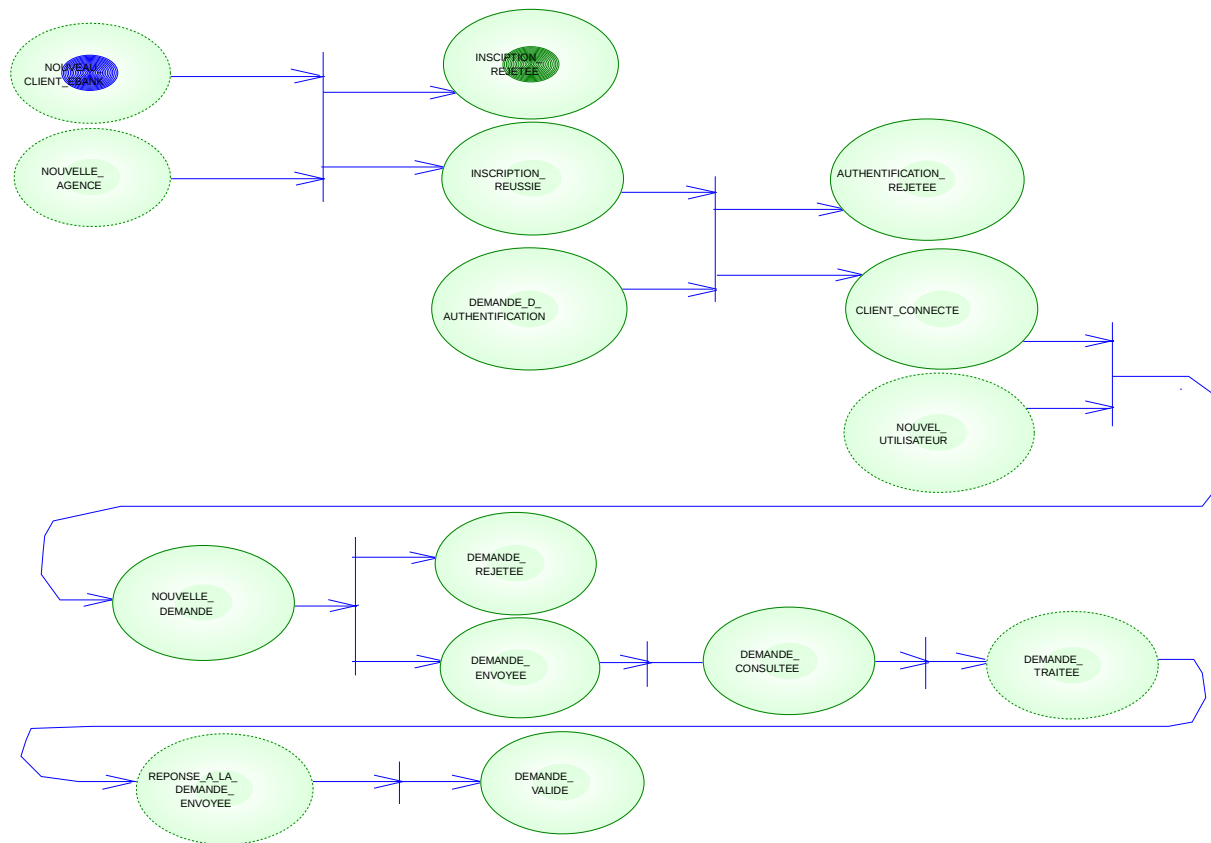 NOUVEAU_
CLIENT_EBANK
INSCIPTION_
REJETEE
NOUVELLE_
AGENCE
INSCRIPTION_
REUSSIE
AUTHENTIFICATION_
REJETEE
DEMANDE_D_
AUTHENTIFICATION
CLIENT_CONNECTE
NOUVEL_
UTILISATEUR
NOUVELLE_
DEMANDE
DEMANDE_
REJETEE
DEMANDE_
ENVOYEE
DEMANDE_
CONSULTEE
DEMANDE_
TRAITEE
REPONSE_A_LA_
DEMANDE_
ENVOYEE
DEMANDE_
VALIDE